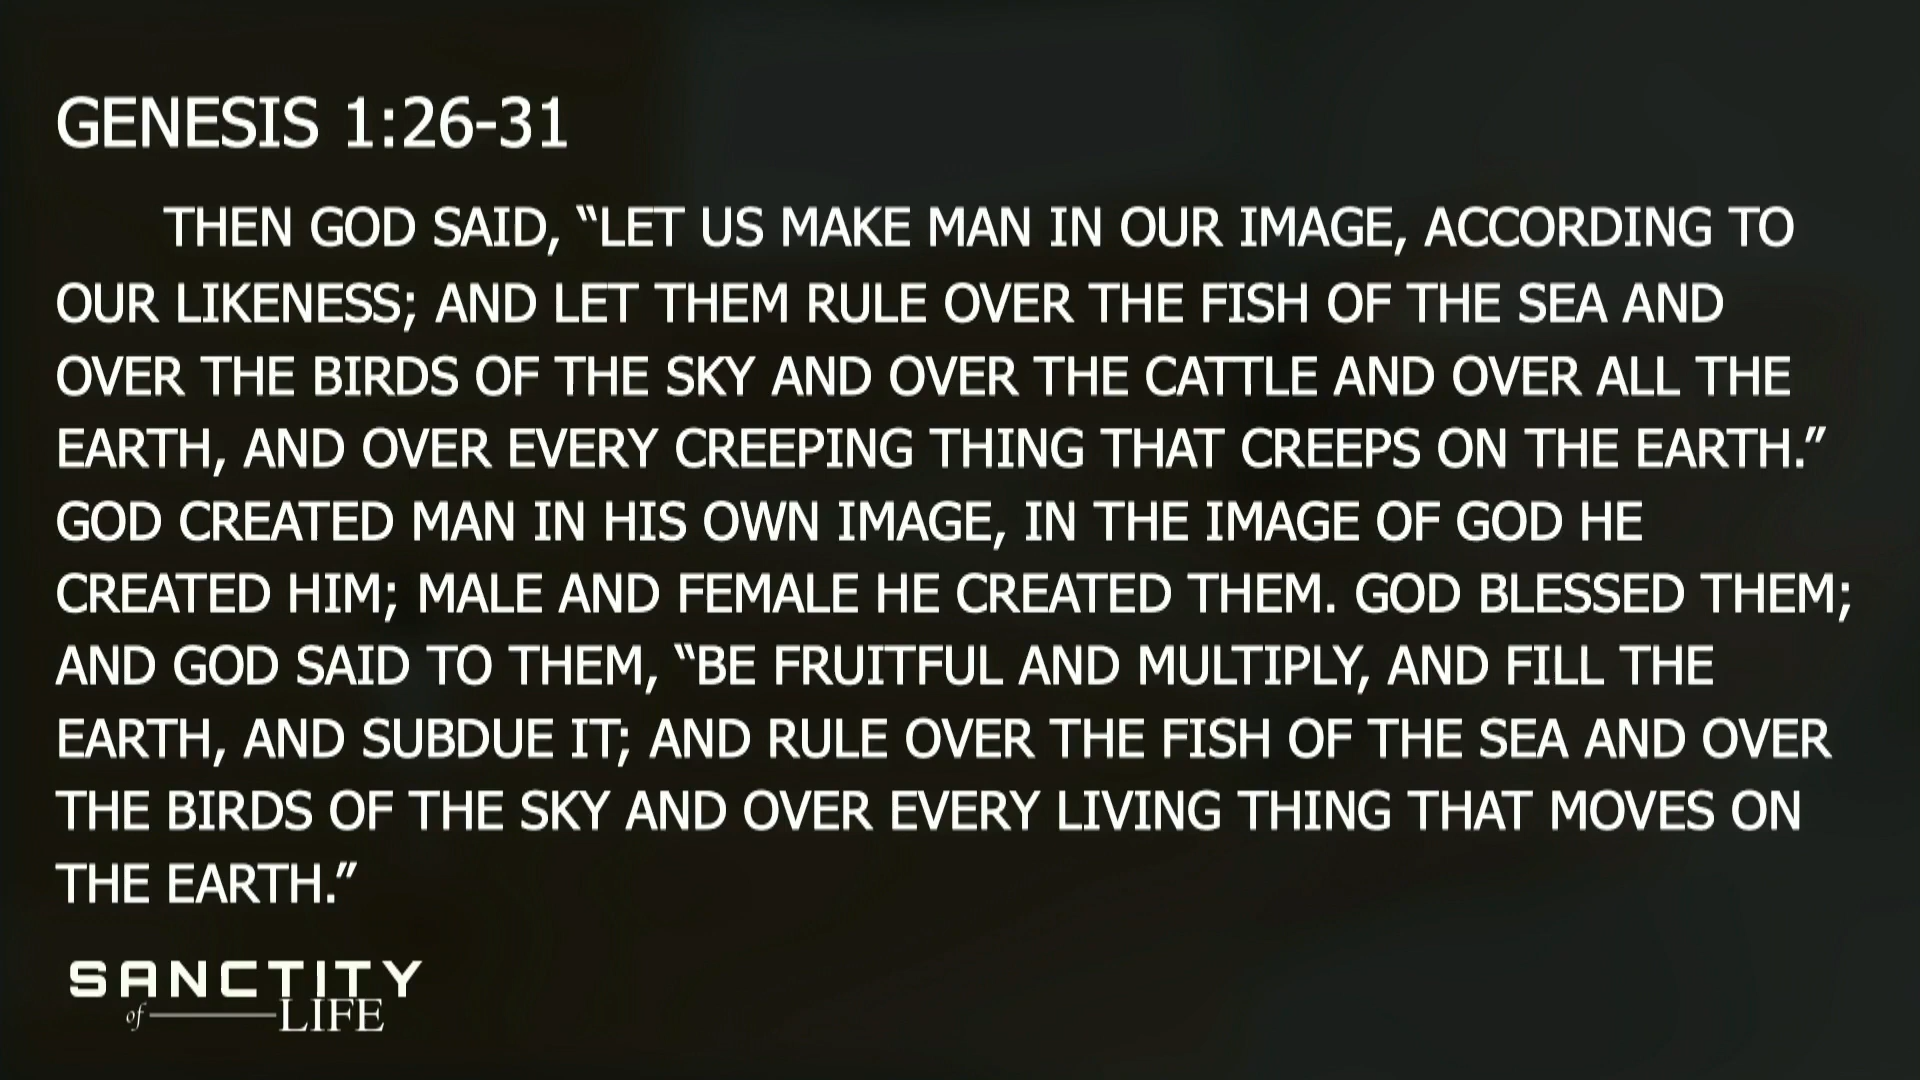 GENESIS 1:26-31
THEN GOD SAID, “LET US MAKE MAN IN OUR IMAGE, ACCORDING TO
OUR LIKENESS; AND LET THEM RULE OVER THE FISH OF THE SEA AND
OVER THE BIRDS OF THE SKY AND OVER THE CATTLE AND OVER ALL THE
EARTH, AND OVER EVERY CREEPING THING THAT CREEPS ON THE EARTH.”
GOD CREATED MAN IN HIS OWN IMAGE, IN THE IMAGE OF GOD HE
CREATED HIM; MALE AND FEMALE HE CREATED THEM. GOD BLESSED THEM;
AND GOD SAID TO THEM, “BE FRUITFUL AND MULTIPLY, AND FILL THE
EARTH, AND SUBDUE IT; AND RULE OVER THE FISH OF THE SEA AND OVER
THE BIRDS OF THE SKY AND OVER EVERY LIVING THING THAT MOVES ON
THE EARTH.”
SANCTITY
of LIFE